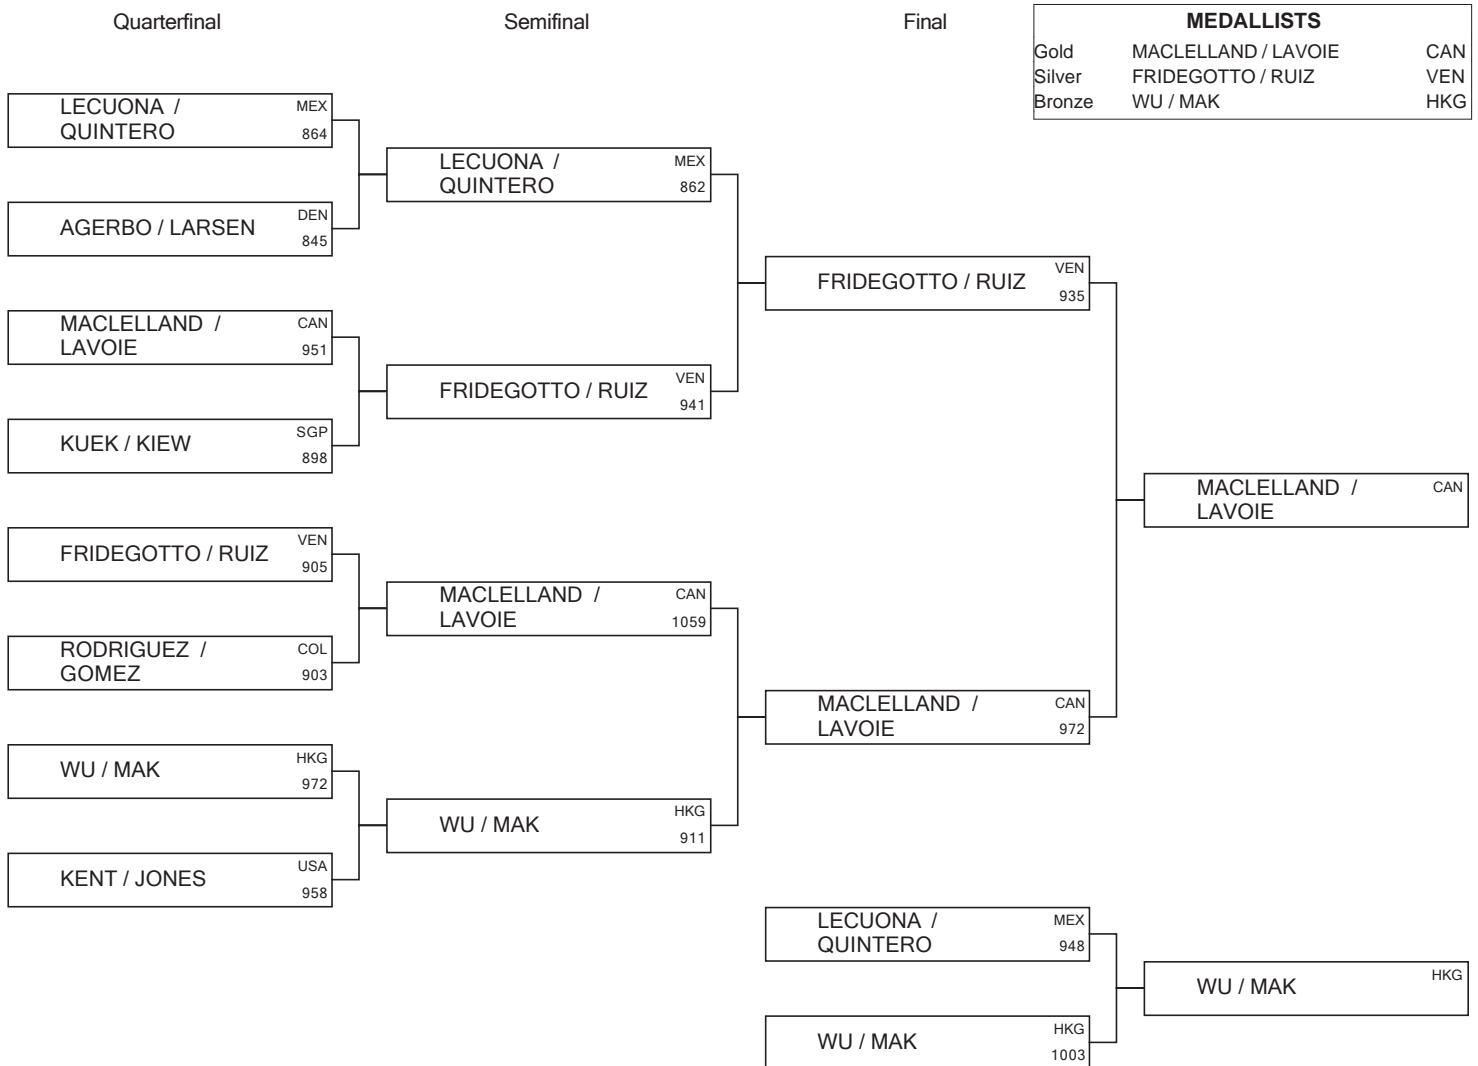 Quarterfinal Semifinal Final
MEDALLISTS
Gold MACLELLAND / LAVOIE CAN
Silver FRIDEGOTTO / RUIZ VEN
Bronze WU / MAK HKG
LECUONA / MEX
QUINTERO 864
AGERBO / LARSEN DEN
845
MACLELLAND / CAN
LAVOIE 951
KUEK / KIEW SGP
898
FRIDEGOTTO / RUIZ VEN
905
RODRIGUEZ / COL
GOMEZ 903
WU / MAK HKG
972
KENT / JONES USA
958
LECUONA / MEX
QUINTERO 862
FRIDEGOTTO / RUIZ VEN
941
MACLELLAND / CAN
LAVOIE 1059
WU / MAK HKG
911
FRIDEGOTTO / RUIZ VEN
935
MACLELLAND / CAN
LAVOIE 972
MACLELLAND / CAN
LAVOIE
LECUONA / MEX
QUINTERO 948
WU / MAK HKG
1003
WU / MAK HKG